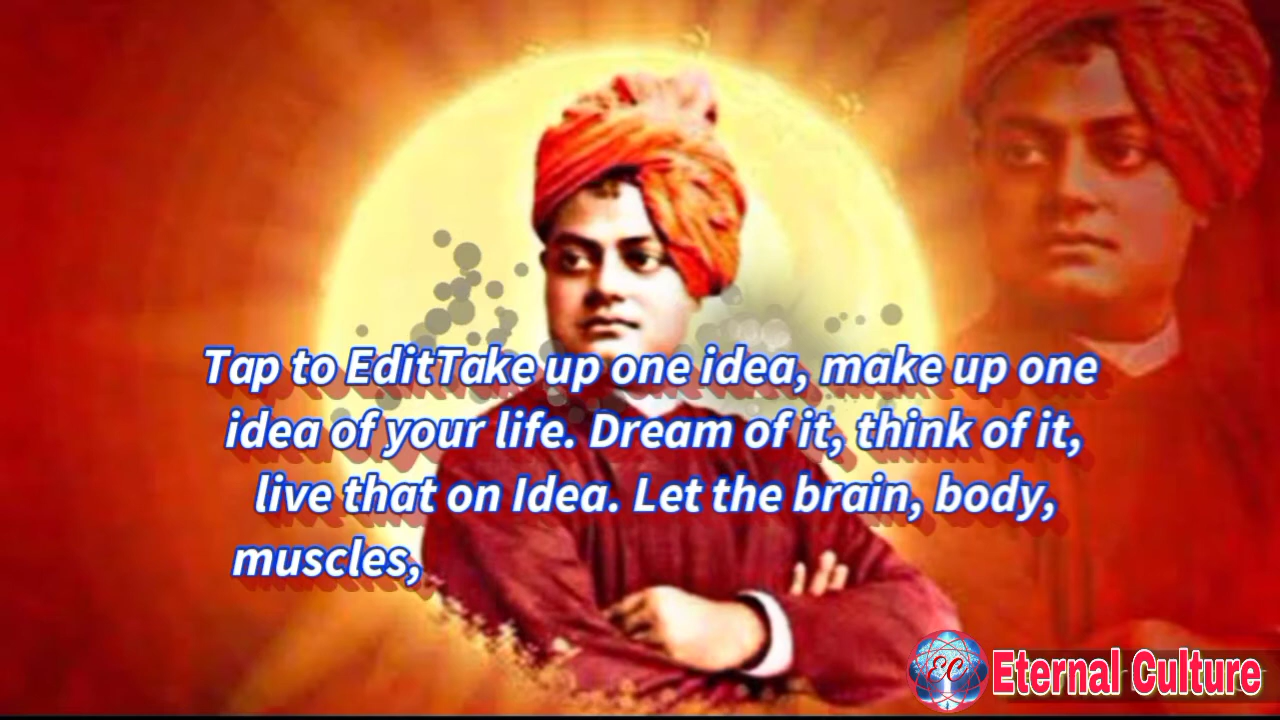 Tap to EditTake up one idea, make up one
idea of your life. Dream of it, think of it,
live that on Idea. Let the brain, body,
muscles,
EC Eternal Culture